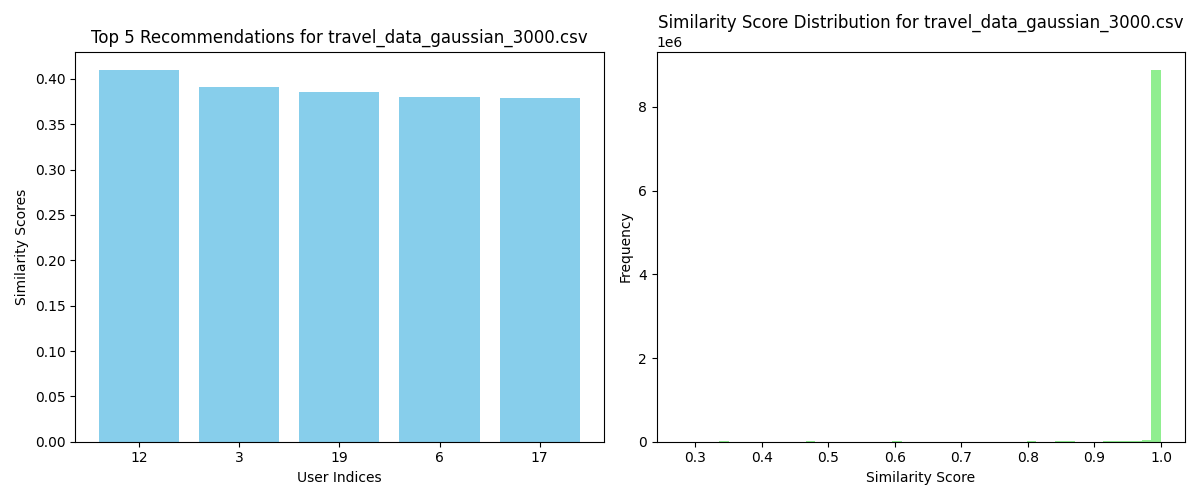 Top 5 Recommendations for travel_data_gaussian_3000.csv
Similarity Scores
0.40
0.35
0.30
0.25
0.20
0.15
0.10
0.05
0.00
12 3 19 6 17
User Indices
Similarity Score Distribution for travel_data_gaussian_3000.csv
1e6
Frequency
8
6
4
2
0
0.3 0.4 0.5 0.6 0.7 0.8 0.9 1.0
Similarity Score